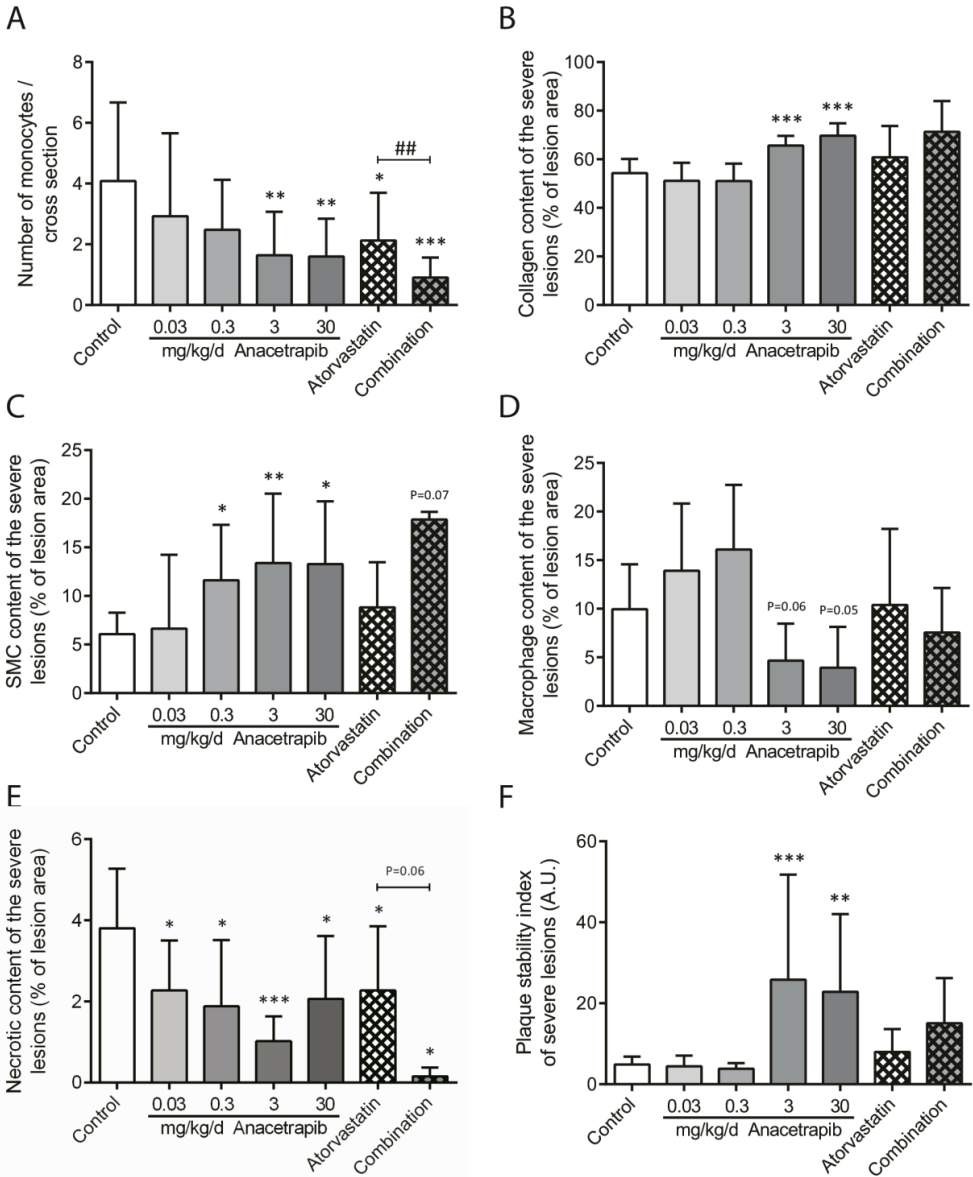 A
Number of monocytes /
cross section
8
6
4
2
0
** ** * ***
##
Control
0.03 0.3 3 30
mg/kg/d Anacetrapib
Atorvastatin
Combination
B
Collagen content of the severe
lesions (% of lesion area)
100
80
60
40
20
0
*** ***
Control
0.03 0.3 3 30
mg/kg/d Anacetrapib
Atorvastatin
Combination
C
SMC content of the severe
lesions (% of lesion area)
25
20
15
10
5
0
* ** * P=0.07
Control
0.03 0.3 3 30
mg/kg/d Anacetrapib
Atorvastatin
Combination
D
Macrophage content of the severe
lesions (% of lesion area)
25
20
15
10
5
0
P=0.06 P=0.05
Control
0.03 0.3 3 30
mg/kg/d Anacetrapib
Atorvastatin
Combination
E
Necrotic content of the severe
lesions (% of lesion area)
6
4
2
0
* * *** * * *
P=0.06
Control
0.03 0.3 3 30
mg/kg/d Anacetrapib
Atorvastatin
Combination
F
Plaque stability index
of severe lesions (A.U.)
60
40
20
0
*** **
Control
0.03 0.3 3 30
mg/kg/d Anacetrapib
Atorvastatin
Combination